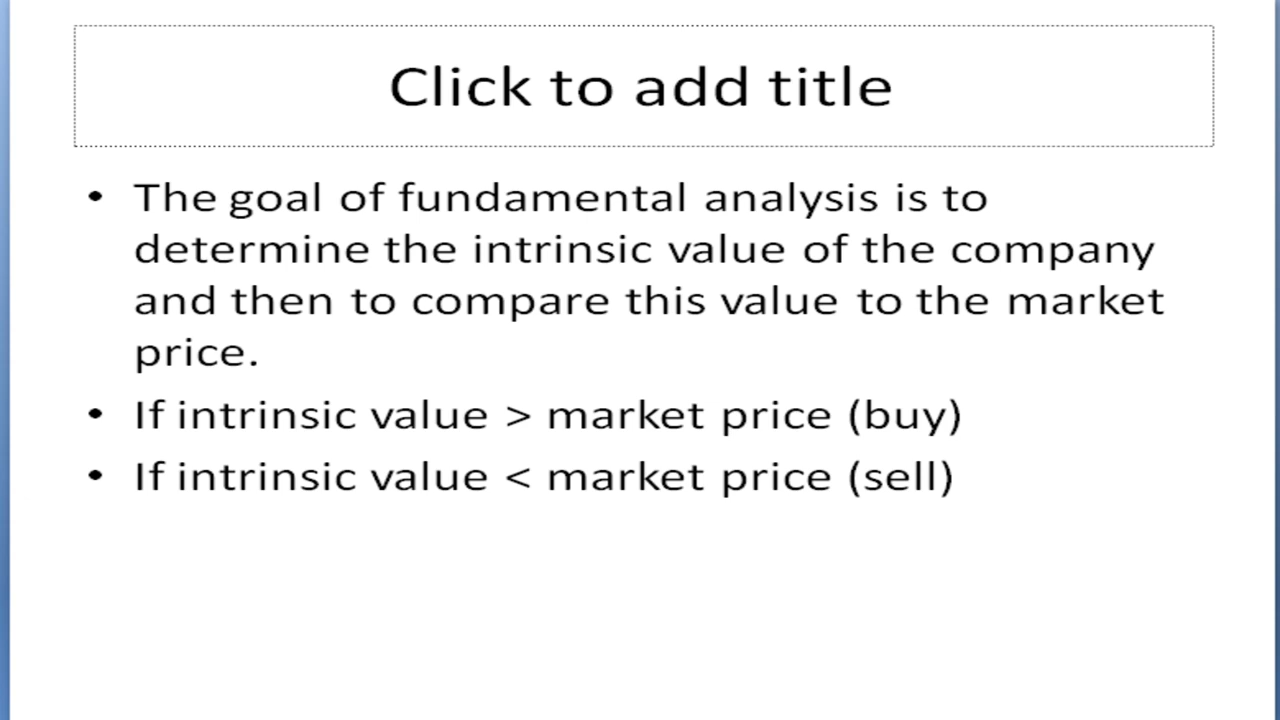 Click to add title
• The goal of fundamental analysis is to
determine the intrinsic value of the company
and then to compare this value to the market
price.
• If intrinsic value > market price (buy)
• If intrinsic value < market price (sell)